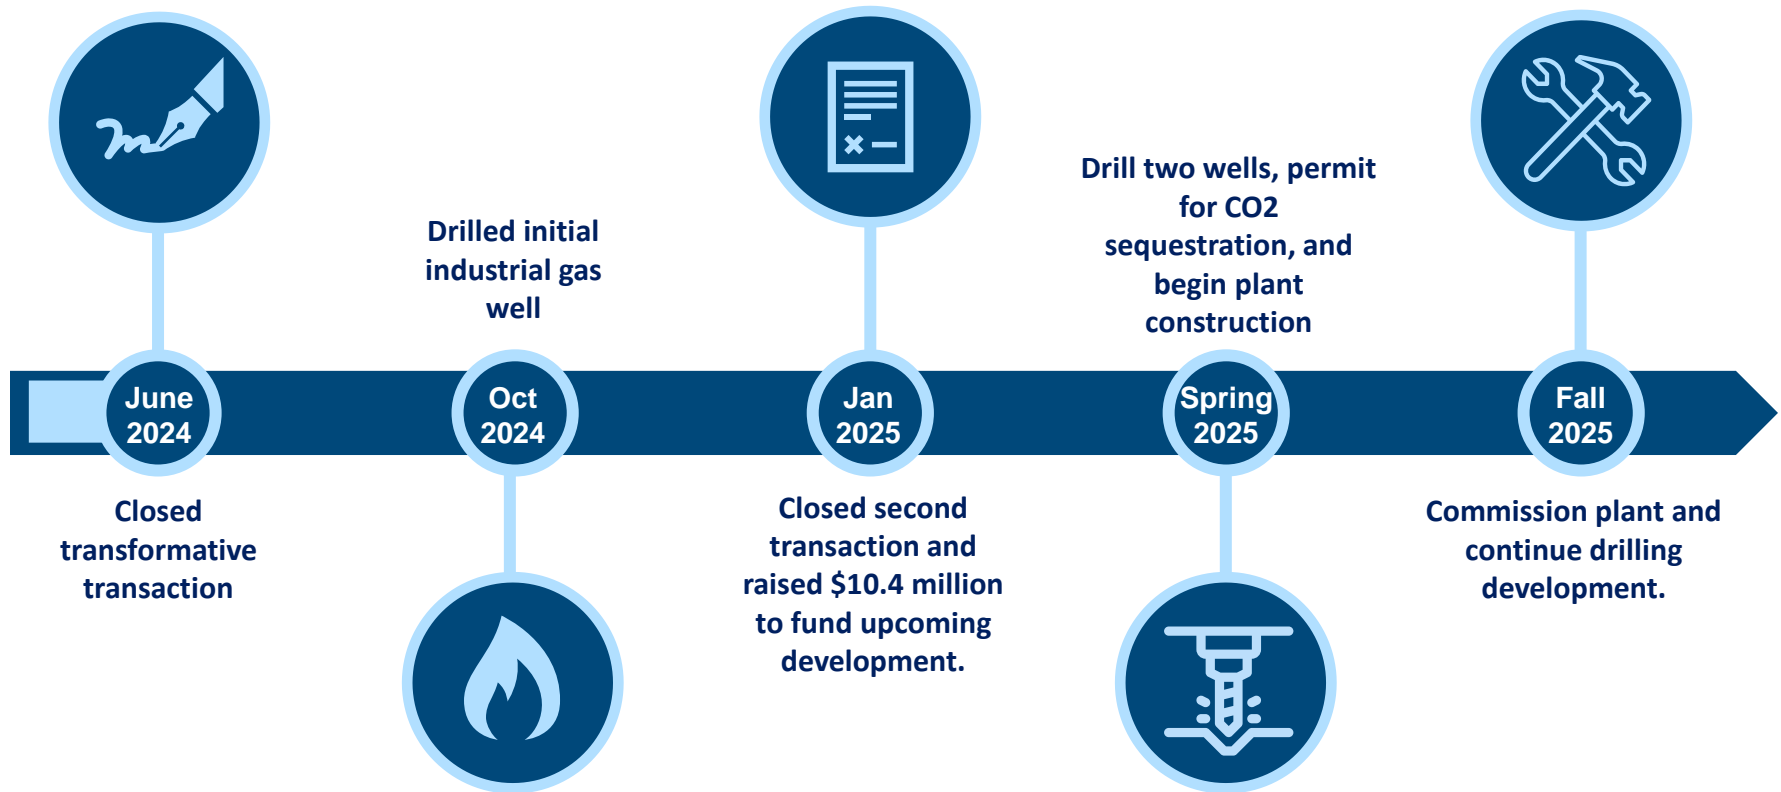 June
2024
Closed
transformative
transaction
Drilled initial
industrial gas
well
Oct
2024
Jan
2025
Closed second
transaction and
raised $10.4 million
to fund upcoming
development.
Drill two wells, permit
for CO2
sequestration, and
begin plant
construction
Spring
2025
Fall
2025
Commission plant and
continue drilling
development.